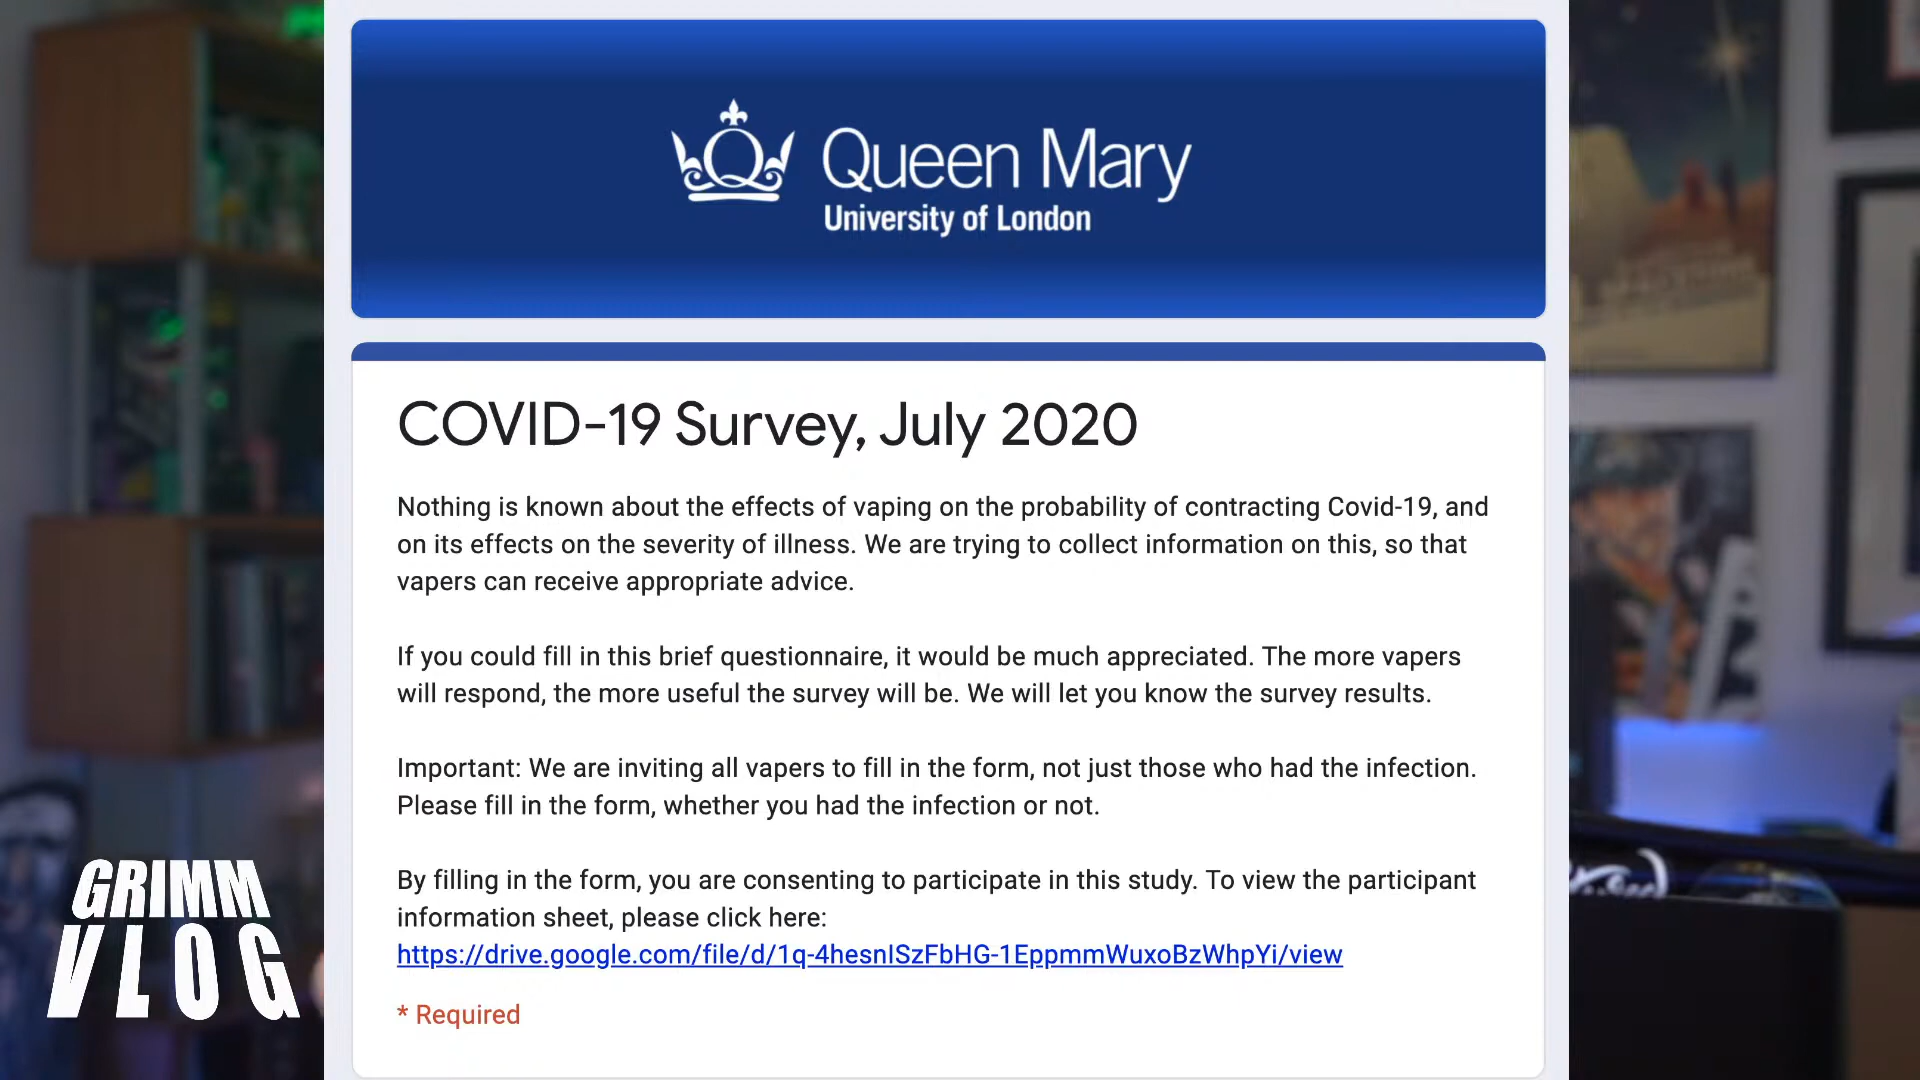 Queen Mary
University of London
COVID-19 Survey, July 2020
Nothing is known about the effects of vaping on the probability of contracting Covid-19, and
on its effects on the severity of illness. We are trying to collect information on this, so that
vapers can receive appropriate advice.
If you could fill in this brief questionnaire, it would be much appreciated. The more vapers
will respond, the more useful the survey will be. We will let you know the survey results.
Important: We are inviting all vapers to fill in the form, not just those who had the infection.
Please fill in the form, whether you had the infection or not.
By filling in the form, you are consenting to participate in this study. To view the participant
information sheet, please click here:
https://drive.google.com/file/d/1q-4hesnISzFbHG-1EppmmWuxoBzWhpYi/view
* Required
GRIMM
VLOG